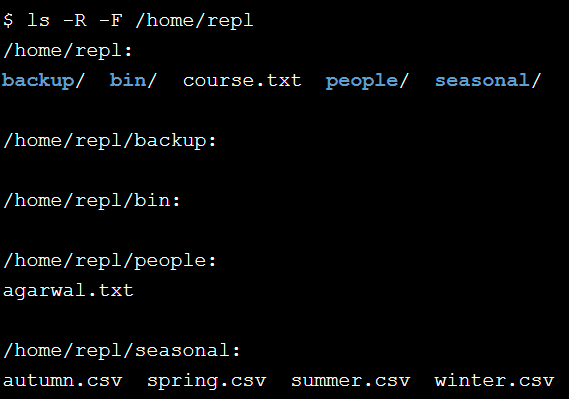 $ ls -R -F /home/repl
/home/repl:
backup/  bin/  course.txt  people/  seasonal/
/home/repl/backup:
/home/repl/bin:
/home/repl/people:
agarwal.txt
/home/repl/seasonal:
autumn.csv  spring.csv  summer.csv  winter.csv